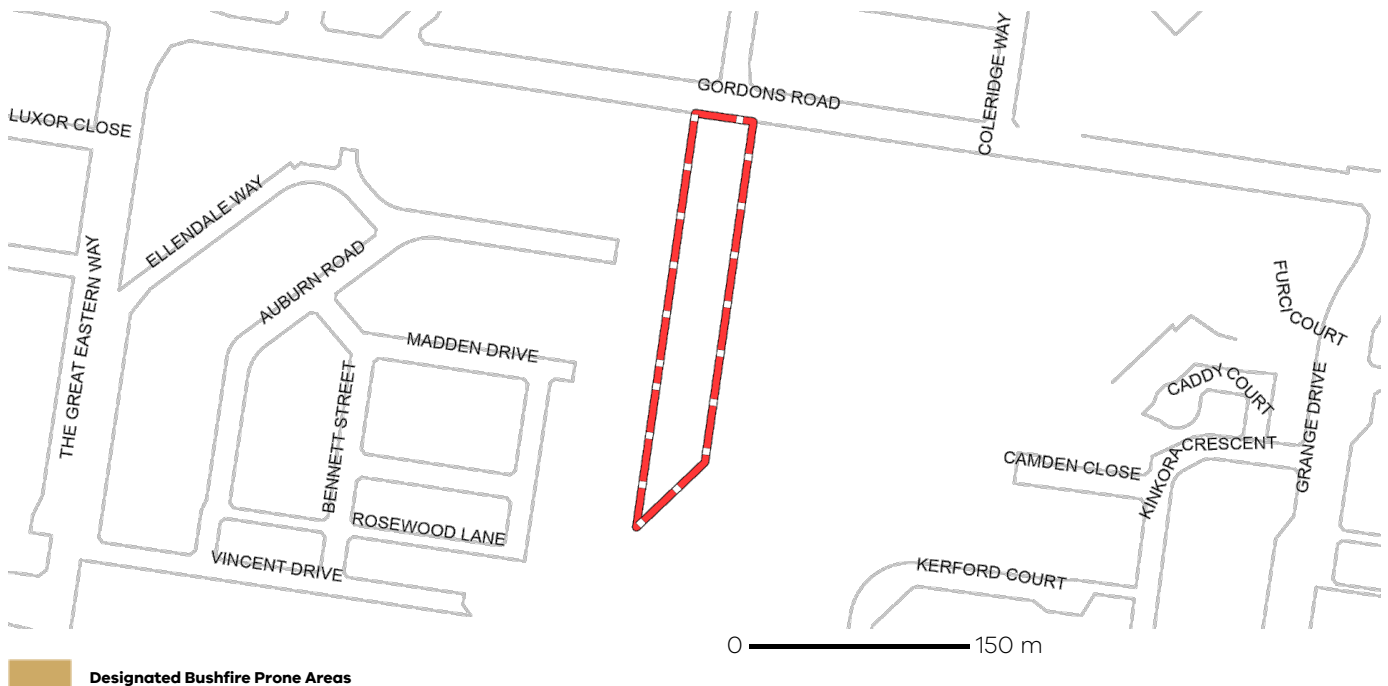 GORDONS ROAD
COLERIDGE WAY
LUXOR CLOSE
ELLENDALE WAY
THE GREAT EASTERN WAY
AUBURN ROAD
FURCI COURT
MADDEN DRIVE
BENNETT STREET
CADDY COURT
GRANGE DRIVE
KINKORA CRESCENT
CAMDEN CLOSE
ROSEWOOD LANE
VINCENT DRIVE
KERFORD COURT
0 150 m
Designated Bushfire Prone Areas